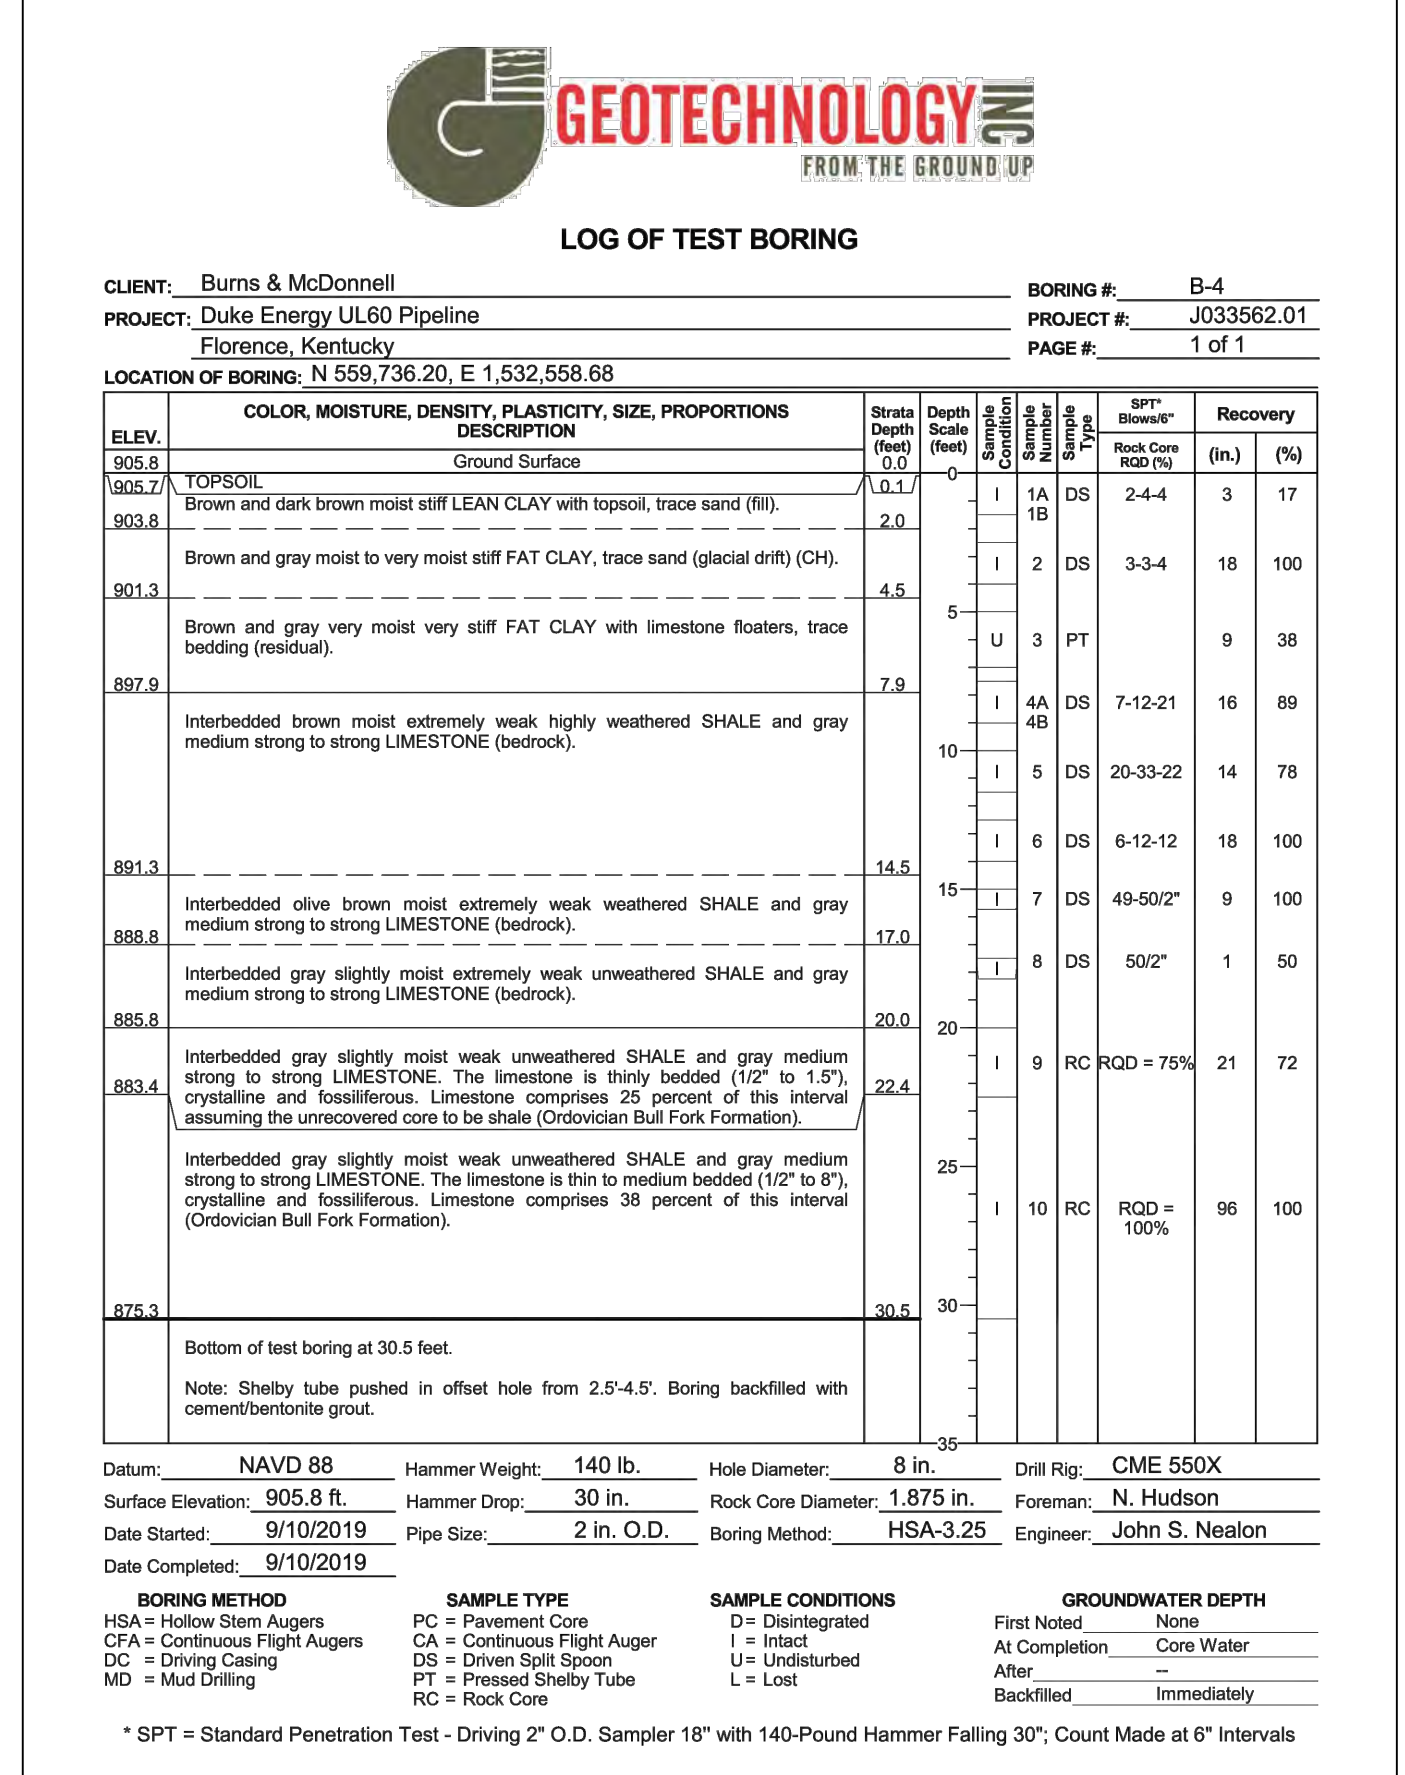 GEOTECHNOLOGY INC
FROM THE GROUND UP
LOG OF TEST BORING
CLIENT: Burns & McDonnell
BORING #: B-4
PROJECT: Duke Energy UL60 Pipeline
PROJECT #: J033562.01
Florence, Kentucky
PAGE #: 1 of 1
LOCATION OF BORING: N 559,736.20, E 1,532,558.68
ELEV.
COLOR, MOISTURE, DENSITY, PLASTICITY, SIZE, PROPORTIONS
DESCRIPTION
Strata Depth (feet)
Depth Scale (feet)
Sample Condition
Sample Number
Sample Type
SPT* Blows/6"
Rock Core RQD (%)
Recovery
(in.)
(%)
905.8 Ground Surface 0.0
0
905.7 TOPSOIL 0.1
Brown and dark brown moist stiff LEAN CLAY with topsoil, trace sand (fill).
I 1A DS 2-4-4 3 17
1B
903.8 2.0
Brown and gray moist to very moist stiff FAT CLAY, trace sand (glacial drift) (CH).
I 2 DS 3-3-4 18 100
901.3 4.5
5
Brown and gray very moist very stiff FAT CLAY with limestone floaters, trace
bedding (residual).
U 3 PT 9 38
897.9 7.9
I 4A DS 7-12-21 16 89
4B
Interbedded brown moist extremely weak highly weathered SHALE and gray
medium strong to strong LIMESTONE (bedrock).
10
I 5 DS 20-33-22 14 78
I 6 DS 6-12-12 18 100
891.3 14.5
15
Interbedded olive brown moist extremely weak weathered SHALE and gray
medium strong to strong LIMESTONE (bedrock).
I 7 DS 49-50/2" 9 100
888.8 17.0
I 8 DS 50/2" 1 50
Interbedded gray slightly moist extremely weak unweathered SHALE and gray
medium strong to strong LIMESTONE (bedrock).
885.8 20.0
20
Interbedded gray slightly moist weak unweathered SHALE and gray medium
strong to strong LIMESTONE. The limestone is thinly bedded (1/2" to 1.5"),
crystalline and fossiliferous. Limestone comprises 25 percent of this interval
assuming the unrecovered core to be shale (Ordovician Bull Fork Formation).
I 9 RC RQD = 75% 21 72
883.4 22.4
25
Interbedded gray slightly moist weak unweathered SHALE and gray medium
strong to strong LIMESTONE. The limestone is thin to medium bedded (1/2" to 8"),
crystalline and fossiliferous. Limestone comprises 38 percent of this interval
(Ordovician Bull Fork Formation).
I 10 RC RQD = 96 100
100%
875.3 30.5
30
Bottom of test boring at 30.5 feet.
Note: Shelby tube pushed in offset hole from 2.5'-4.5'. Boring backfilled with
cement/bentonite grout.
35
Datum: NAVD 88 Hammer Weight: 140 lb. Hole Diameter: 8 in. Drill Rig: CME 550X
Surface Elevation: 905.8 ft. Hammer Drop: 30 in. Rock Core Diameter: 1.875 in. Foreman: N. Hudson
Date Started: 9/10/2019 Pipe Size: 2 in. O.D. Boring Method: HSA-3.25 Engineer: John S. Nealon
Date Completed: 9/10/2019
BORING METHOD
HSA = Hollow Stem Augers
CFA = Continuous Flight Augers
DC = Driving Casing
MD = Mud Drilling
SAMPLE TYPE
PC = Pavement Core
CA = Continuous Flight Auger
DS = Driven Split Spoon
PT = Pressed Shelby Tube
RC = Rock Core
SAMPLE CONDITIONS
D = Disintegrated
I = Intact
U = Undisturbed
L = Lost
GROUNDWATER DEPTH
First Noted None
At Completion Core Water
After --
Backfilled Immediately
* SPT = Standard Penetration Test - Driving 2" O.D. Sampler 18" with 140-Pound Hammer Falling 30"; Count Made at 6" Intervals